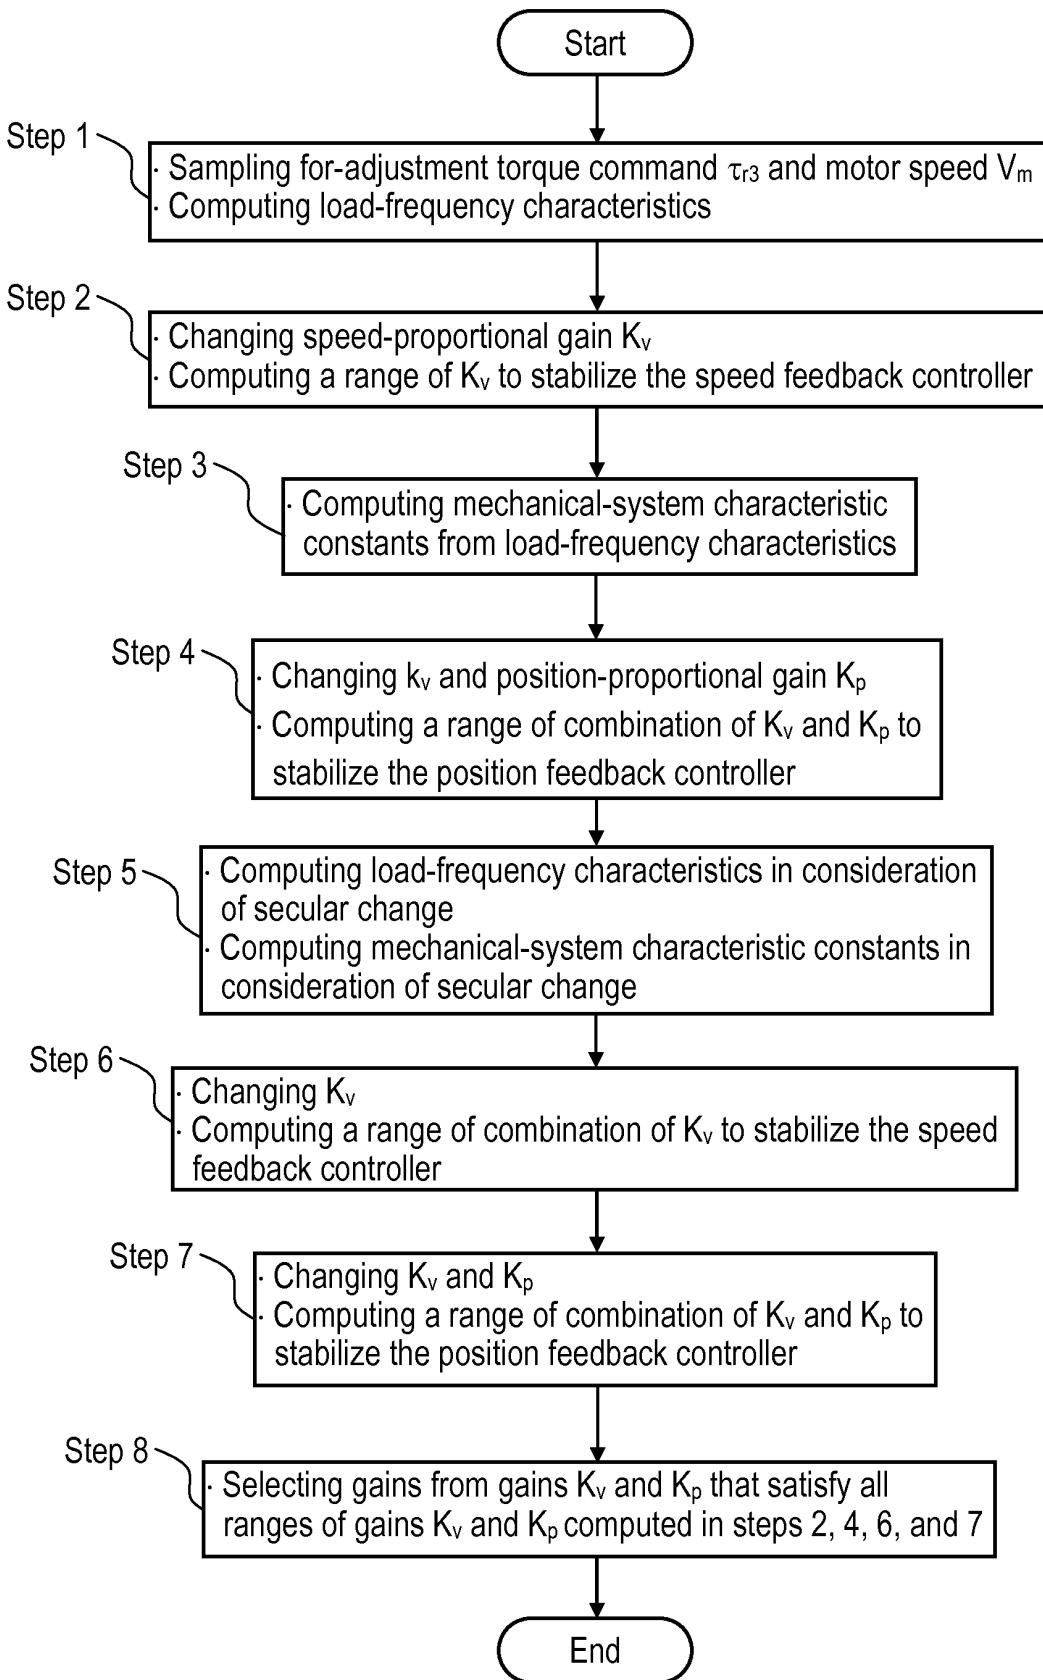 Start
Step 1
· Sampling for-adjustment torque command τr3 and motor speed Vm
· Computing load-frequency characteristics
Step 2
· Changing speed-proportional gain Kv
· Computing a range of Kv to stabilize the speed feedback controller
Step 3
· Computing mechanical-system characteristic
constants from load-frequency characteristics
Step 4
· Changing kv and position-proportional gain Kp
· Computing a range of combination of Kv and Kp to
stabilize the position feedback controller
Step 5
· Computing load-frequency characteristics in consideration
of secular change
· Computing mechanical-system characteristic constants in
consideration of secular change
Step 6
· Changing Kv
· Computing a range of combination of Kv to stabilize the speed
feedback controller
Step 7
· Changing Kv and Kp
· Computing a range of combination of Kv and Kp to
stabilize the position feedback controller
Step 8
· Selecting gains from gains Kv and Kp that satisfy all
ranges of gains Kv and Kp computed in steps 2, 4, 6, and 7
End